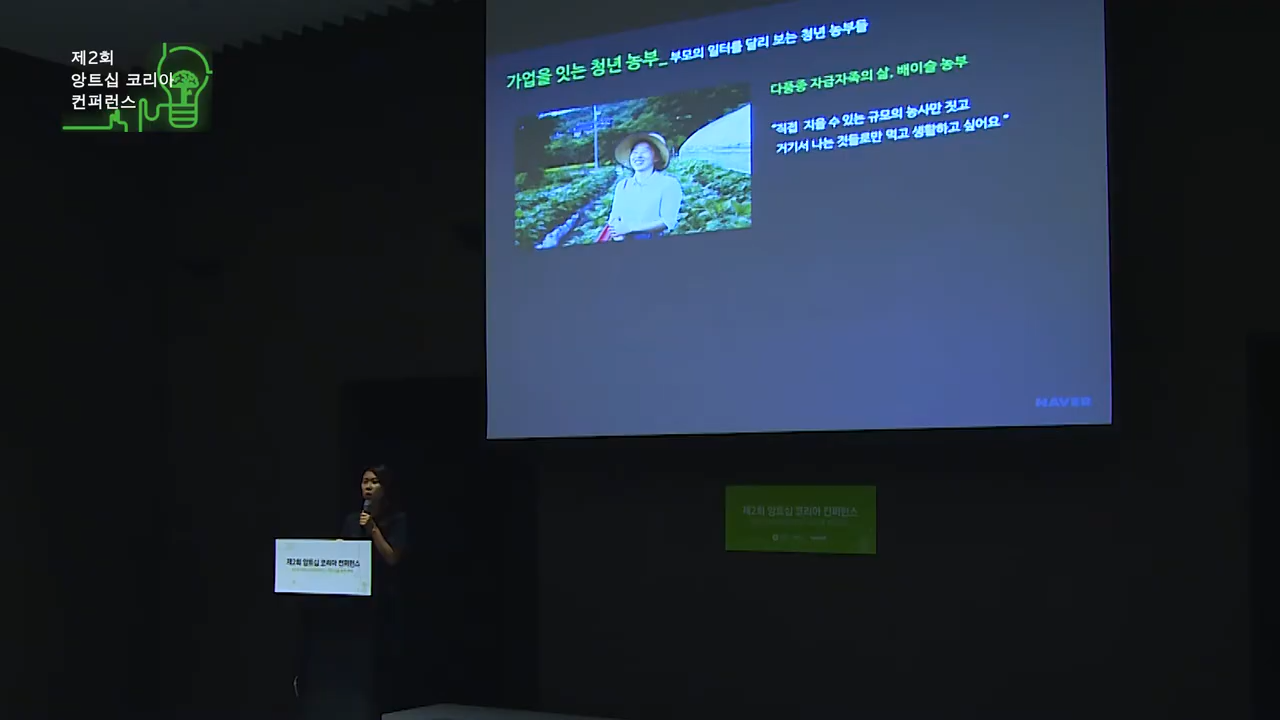 제2회
앙트십 코리아
컨퍼런스
가업을 잇는 청년 농부_ 부모의 일터를 달리 보는 청년 농부들
다품종 자급자족의 삶, 배이슬 농부
"직접 지을 수 있는 규모의 농사만 짓고
거기서 나는 것들로만 먹고 생활하고 싶어요."
NAVER
제2회 앙트십 코리아 컨퍼런스
제2회 앙트십 코리아 컨퍼런스